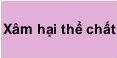 Xâm hại thể chất